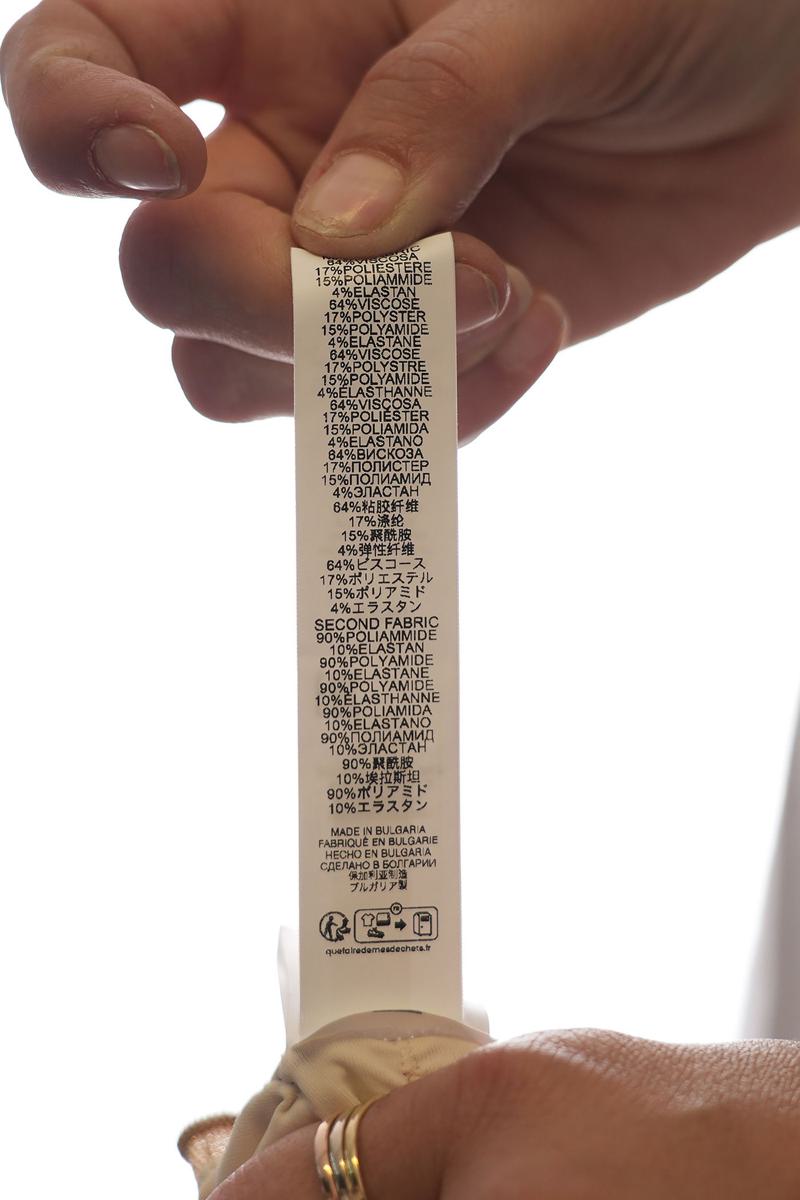 64%VISCOSA
17%POLIESTERE
15%POLIAMMIDE
4%ELASTAN
64%VISCOSE
17%POLYSTER
15%POLYAMIDE
4%ELASTANE
64%VISCOSE
17%POLYSTRE
15%POLYAMIDE
4%ELASTHANNE
64%VISCOSA
17%POLIÉSTER
15%POLIAMIDA
4%ELASTANO
64%ВИСКОЗА
17%ПОЛИСТЕР
15%ПОЛИАМИД
4%ЭЛАСТАН
64%粘胶纤维
17%涤纶
15%聚酰胺
4%弹性纤维
64%ビスコース
17%ポリエステル
15%ポリアミド
4%エラスタン
SECOND FABRIC
90%POLIAMMIDE
10%ELASTAN
90%POLYAMIDE
10%ELASTANE
90%POLYAMIDE
10%ÉLASTHANNE
90%POLIAMIDA
10%ELASTANO
90%ПОЛИАМИД
10%ЭЛАСТАН
90%聚酰胺
10%埃拉斯坦
90%ポリアミド
10%エラスタン
MADE IN BULGARIA
FABRIQUÉ EN BULGARIE
HECHO EN BULGARIA
СДЕЛАНО В БОЛГАРИИ
保加利亚制造
ブルガリア製
FR
quefairedemesdechets.fr